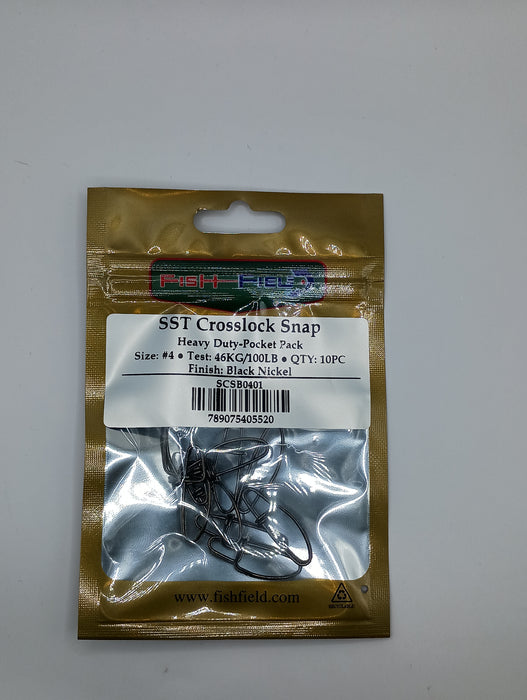 FISH FIELD
SST Crosslock Snap
Heavy Duty-Pocket Pack
Size: #4 ● Test: 46KG/100LB ● QTY: 10PC
Finish: Black Nickel
SCSB0401
789075405520
www.fishfield.com
RECYCLABLE